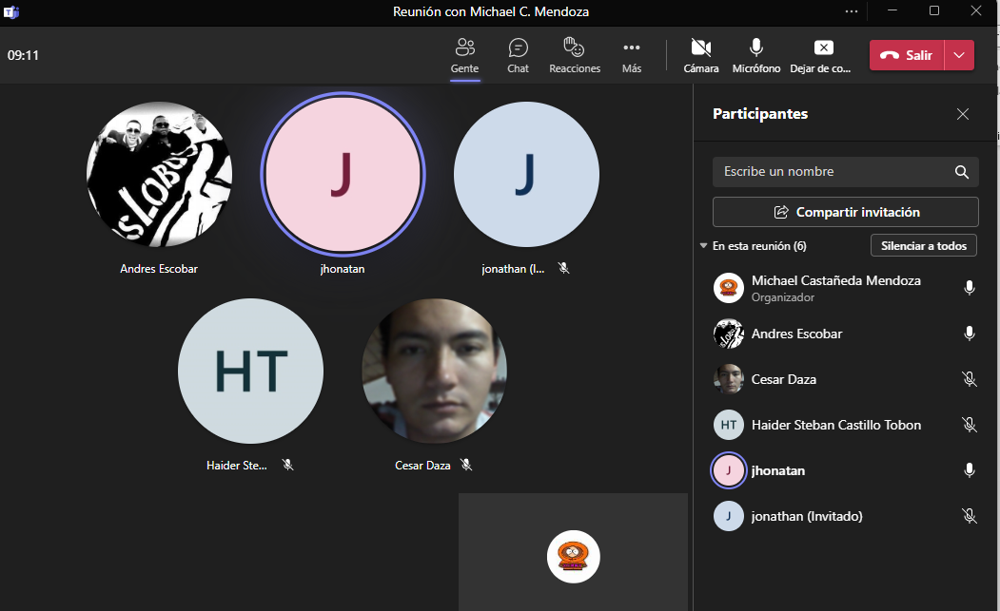 Reunión con Michael C. Mendoza
09:11
Gente
Chat
Reacciones
Más
Cámara
Micrófono
Dejar de co...
Salir
LOBOS
J
J
Andres Escobar
jhonatan
jonathan (I...
HT
Haider Ste...
Cesar Daza
Participantes
Escribe un nombre
Compartir invitación
En esta reunión (6)
Silenciar a todos
Michael Castañeda Mendoza
Organizador
Andres Escobar
Cesar Daza
HT
Haider Steban Castillo Tobon
J
jhonatan
J
jonathan (Invitado)